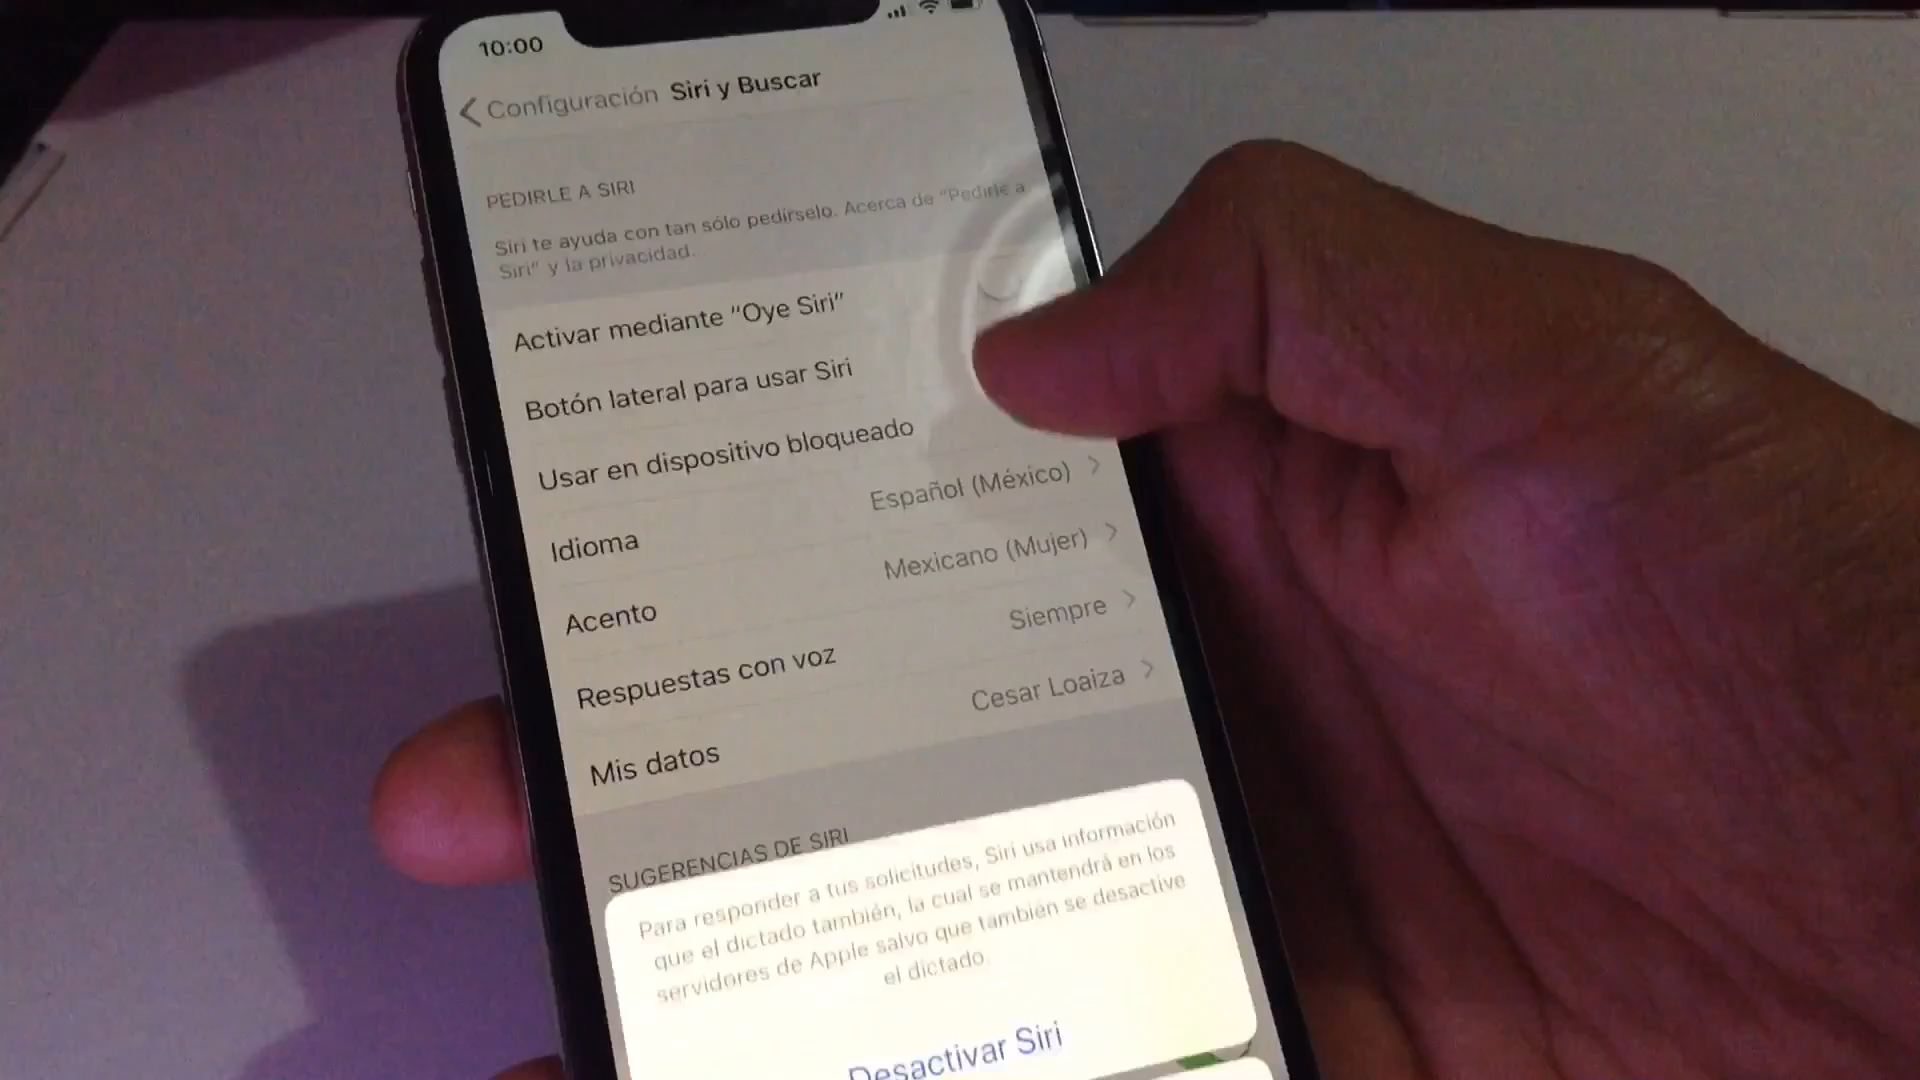 10:00
Configuración Siri y Buscar
PEDIRLE A SIRI
Siri te ayuda con tan sólo pedírselo. Acerca de "Pedirle a
Siri" y la privacidad...
Activar mediante "Oye Siri"
Botón lateral para usar Siri
Usar en dispositivo bloqueado
Idioma Español (México)
Acento Mexicano (Mujer)
Respuestas con voz Siempre
Mis datos Cesar Loaiza
SUGERENCIAS DE SIRI
Para responder a tus solicitudes, Siri usa información
que el dictado también, la cual se mantendrá en los
servidores de Apple salvo que también se desactive
el dictado.
Desactivar Siri